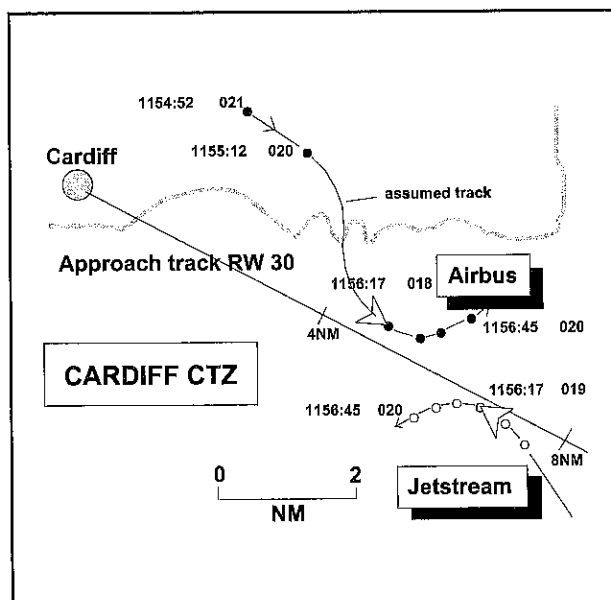 1154:52 021
1155:12 020
Cardiff
assumed track
Approach track RW 30
1156:17 018
Airbus
4NM
1156:45 020
CARDIFF CTZ
1156:17 019
1156:45 020
8NM
0 2
NM
Jetstream